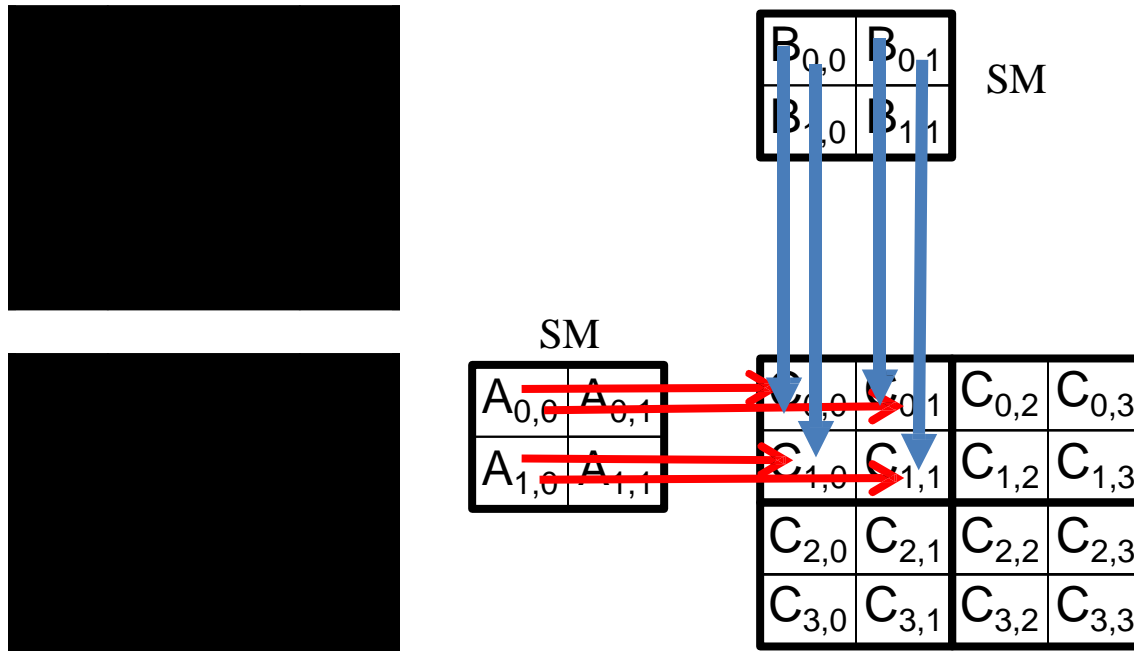 B0,0 B0,1
SM
B1,0 B1,1
SM
A0,0 A0,1
A1,0 A1,1
C0,0 C0,1 C0,2 C0,3
C1,0 C1,1 C1,2 C1,3
C2,0 C2,1 C2,2 C2,3
C3,0 C3,1 C3,2 C3,3